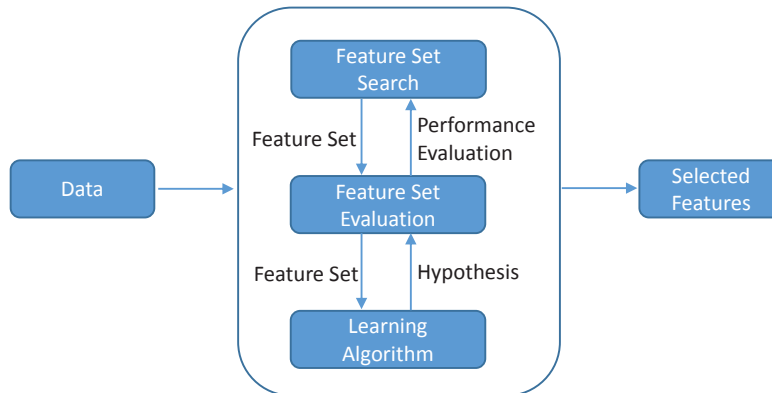 Feature Set
Search
Feature Set
Performance
Evaluation
Data
Feature Set
Evaluation
Selected
Features
Feature Set
Hypothesis
Learning
Algorithm